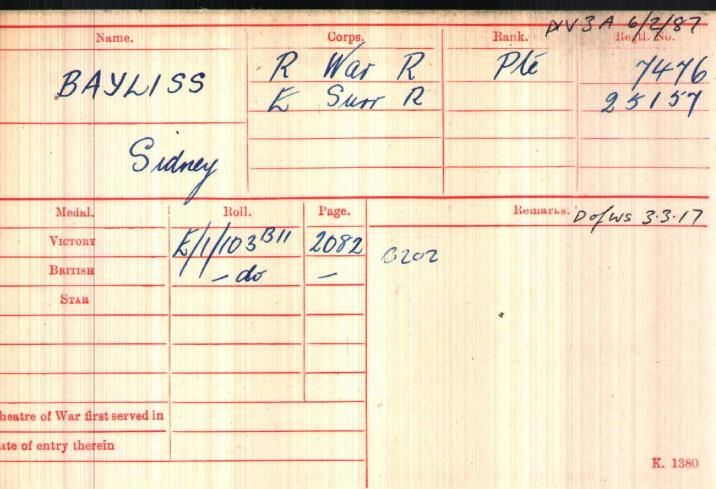 NV3A 6/2/87
Name. Corps. Rank. Regtl. No.
BAYLISS R War R Pte 7476
E Surr R 25157
Sidney
Medal. Roll. Page. Remarks. D of Ws 3.3.17
VICTORY E/1/103 B11 2082 B202
BRITISH - do -
STAR
heatre of War first served in
ate of entry therein
K. 1380